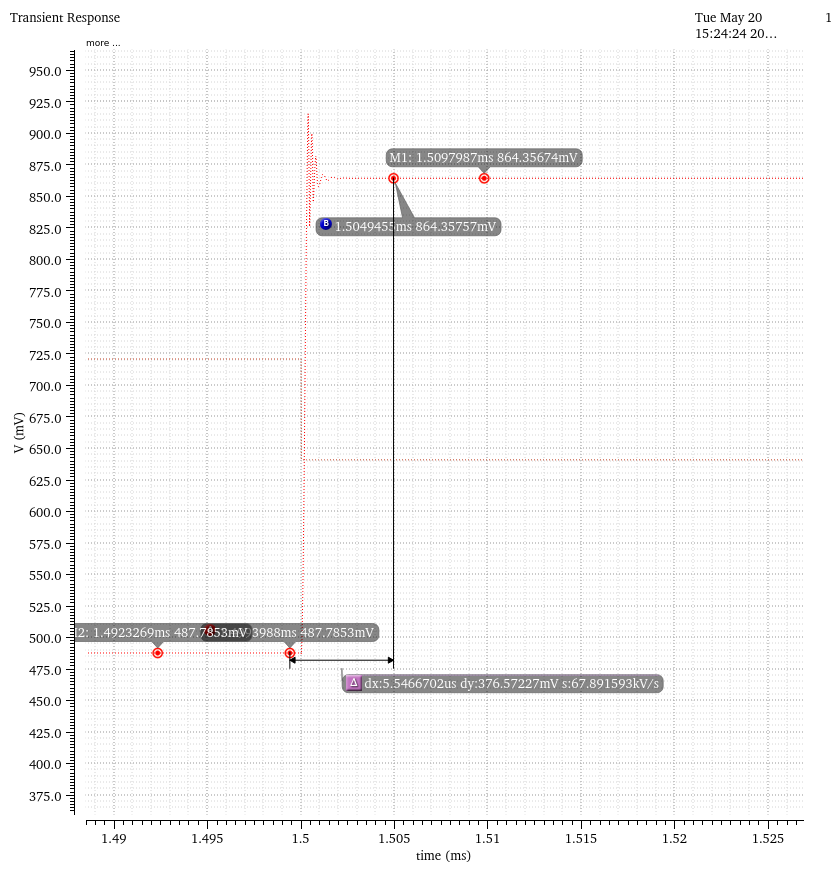 Transient Response
Tue May 20 1
15:24:24 20…
more ...
950.0
925.0
900.0
M1: 1.5097987ms 864.35674mV
875.0
850.0
B 1.5049455ms 864.35757mV
825.0
800.0
775.0
750.0
725.0
700.0
675.0
V (mV)
650.0
625.0
600.0
575.0
550.0
525.0
2: 1.4923269ms 487.7853mV 3988ms 487.7853mV
500.0
475.0
Δ dx:5.5466702us dy:376.57227mV s:67.891593kV/s
450.0
425.0
400.0
375.0
1.49 1.495 1.5 1.505 1.51 1.515 1.52 1.525
time (ms)